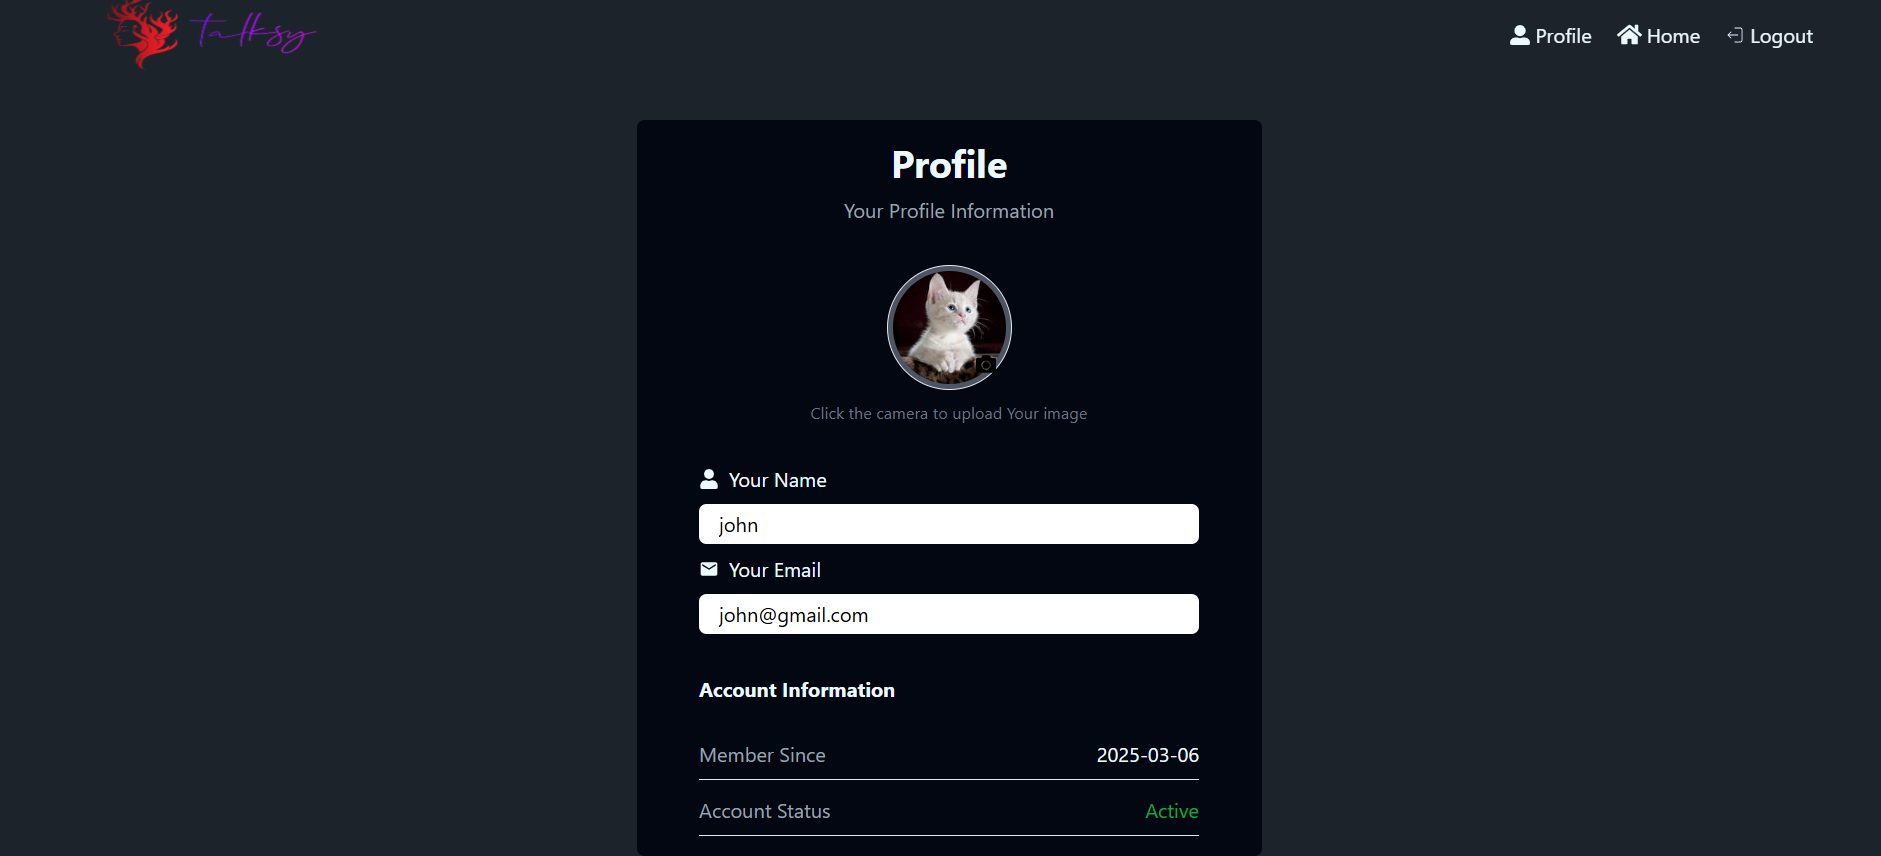 talksy
Profile Home Logout
Profile
Your Profile Information
Click the camera to upload Your image
Your Name
john
Your Email
john@gmail.com
Account Information
Member Since 2025-03-06
Account Status Active